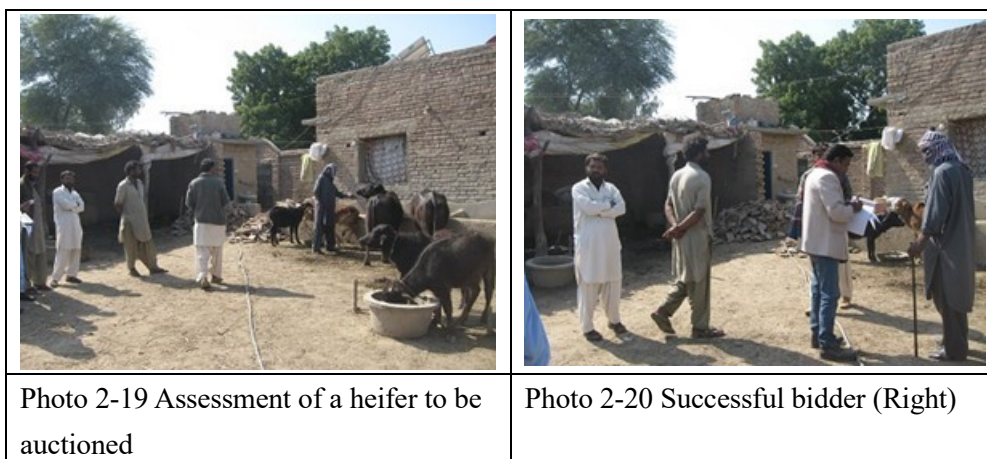 Photo 2-19 Assessment of a heifer to be
auctioned
Photo 2-20 Successful bidder (Right)